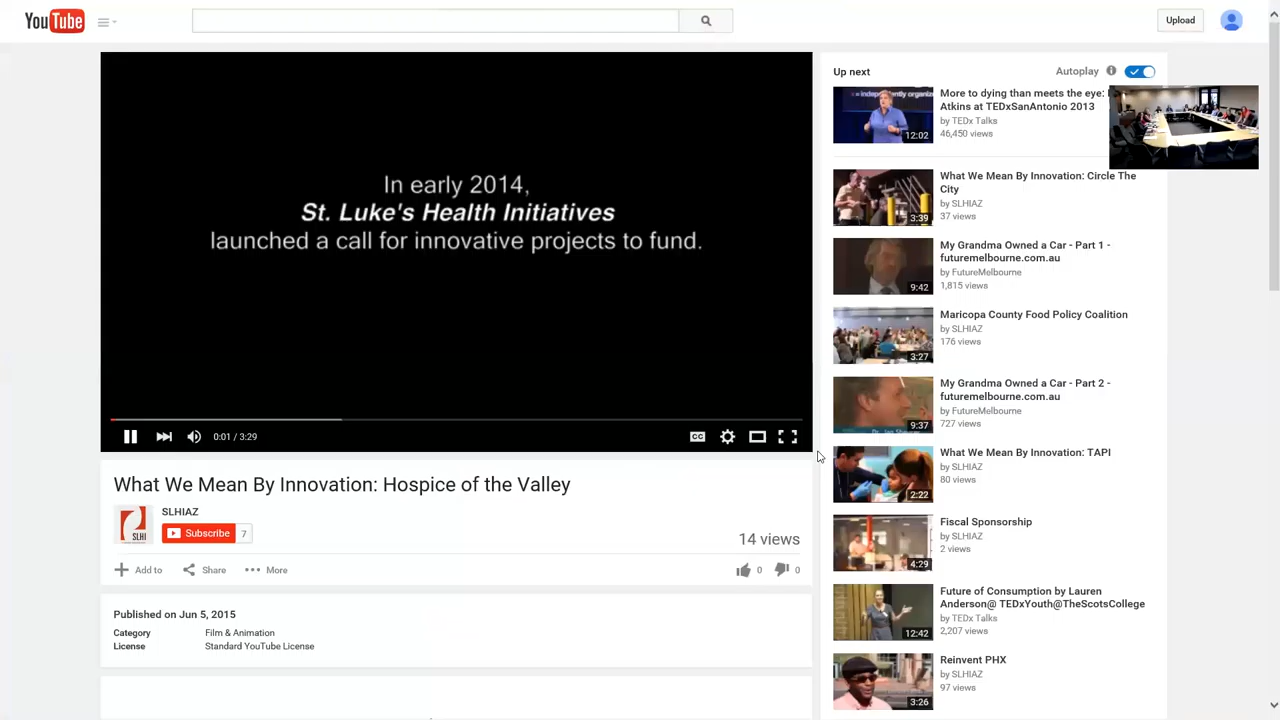 YouTube
Upload
In early 2014,
St. Luke's Health Initiatives
launched a call for innovative projects to fund.
0:01 / 3:29
CC
What We Mean By Innovation: Hospice of the Valley
SLHI
SLHIAZ
Subscribe 7
14 views
Add to Share More 0 0
Published on Jun 5, 2015
Category Film & Animation
License Standard YouTube License
Up next Autoplay
12:02
More to dying than meets the eye:
Atkins at TEDxSanAntonio 2013
by TEDx Talks
46,450 views
3:39
What We Mean By Innovation: Circle The
City
by SLHIAZ
37 views
9:42
My Grandma Owned a Car - Part 1 -
futuremelbourne.com.au
by FutureMelbourne
1,815 views
3:27
Maricopa County Food Policy Coalition
by SLHIAZ
176 views
9:37
My Grandma Owned a Car - Part 2 -
futuremelbourne.com.au
by FutureMelbourne
727 views
2:22
What We Mean By Innovation: TAPI
by SLHIAZ
80 views
4:29
Fiscal Sponsorship
by SLHIAZ
2 views
12:42
Future of Consumption by Lauren
Anderson@ TEDxYouth@TheScotsCollege
by TEDx Talks
2,207 views
3:26
Reinvent PHX
by SLHIAZ
97 views